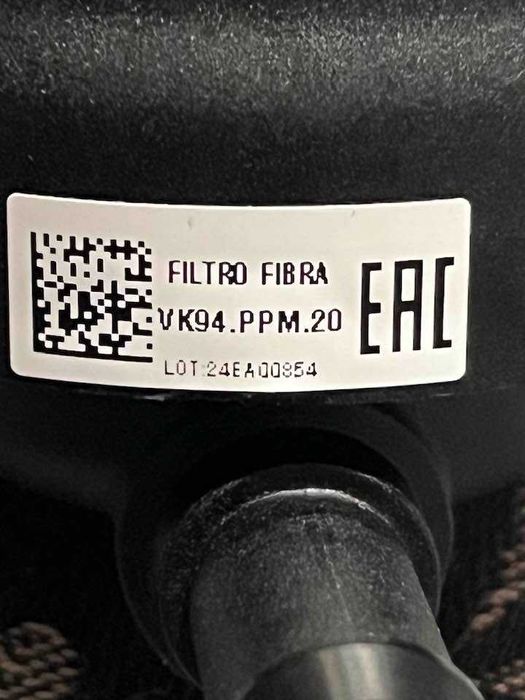 FILTRO FIBRA
VK94.PPM.20
EAC
LOT:24EA00854